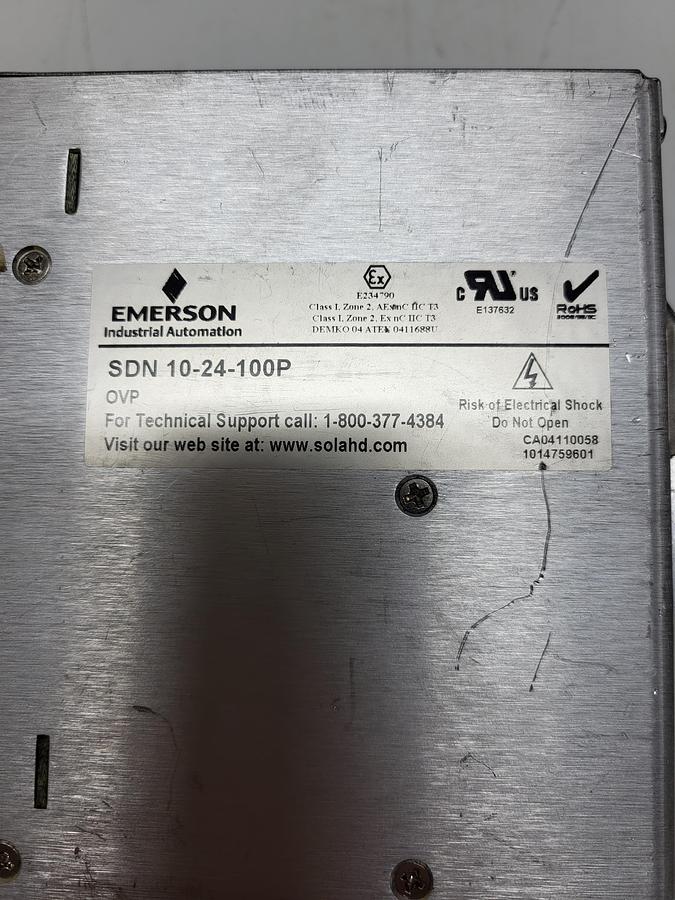 EMERSON
Industrial Automation
Ex
E234790
Class I, Zone 2, AEx nC IIC T3
Class I, Zone 2, Ex nC IIC T3
DEMKO 04 ATEX 0411688U
C RU US
E137632
RoHS
SDN 10-24-100P
OVP
For Technical Support call: 1-800-377-4384
Visit our web site at: www.solahd.com
Risk of Electrical Shock
Do Not Open
CA04110058
1014759601